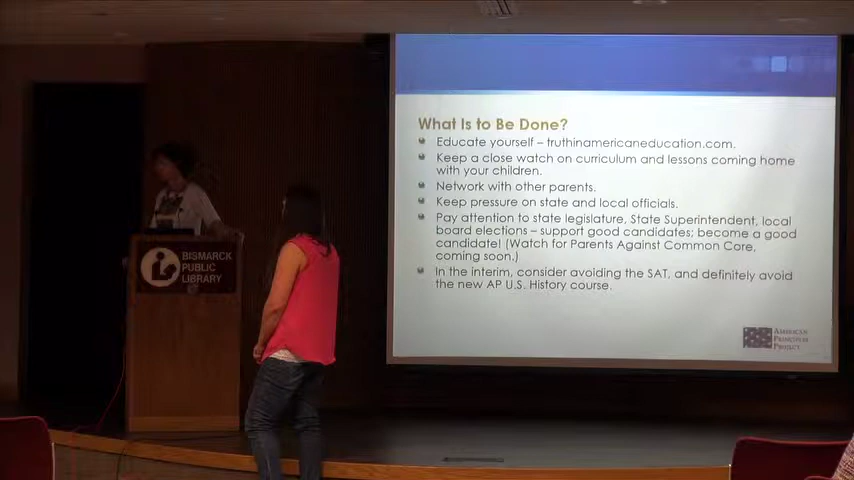 What Is to Be Done?
Educate yourself – truthinamericaneducation.com.
Keep a close watch on curriculum and lessons coming home
with your children.
Network with other parents.
Keep pressure on state and local officials.
Pay attention to state legislature, State Superintendent, local
board elections – support good candidates; become a good
candidate! (Watch for Parents Against Common Core,
coming soon.)
In the interim, consider avoiding the SAT, and definitely avoid
the new AP U.S. History course.
AMERICAN
PRINCIPLES
PROJECT
BISMARCK
PUBLIC
LIBRARY